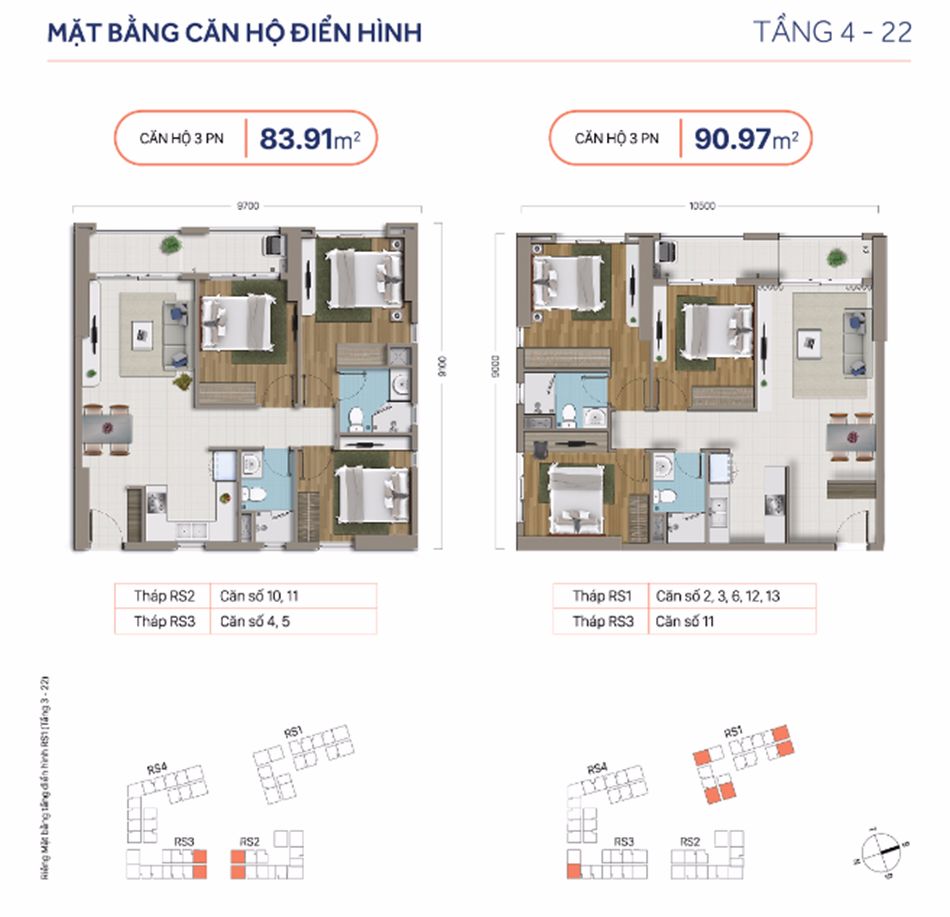 MẶT BẰNG CĂN HỘ ĐIỂN HÌNH
TẦNG 4 - 22
CĂN HỘ 3 PN 83.91m²
CĂN HỘ 3 PN 90.97m²
9700
10500
9100
9000
Tháp RS2 Căn số 10, 11
Tháp RS3 Căn số 4, 5
Tháp RS1 Căn số 2, 3, 6, 12, 13
Tháp RS3 Căn số 11
Riêng Mặt bằng tầng điển hình RS1 (Tầng 3 - 22)
RS1
RS4
RS3
RS2
RS1
RS4
RS3
RS2